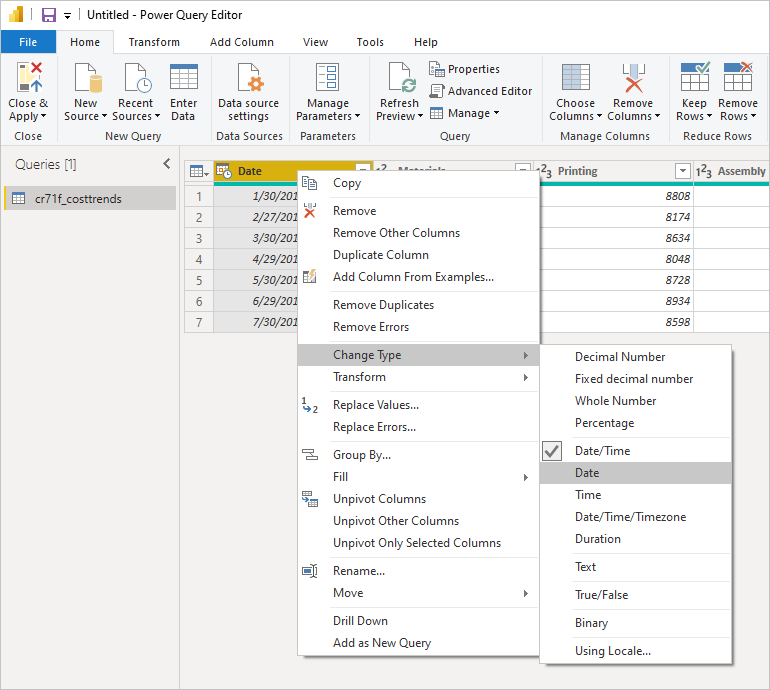 Untitled - Power Query Editor
File Home Transform Add Column View Tools Help
Close & Apply
New Source
Recent Sources
Enter Data
Data source settings
Manage Parameters
Refresh Preview
Properties
Advanced Editor
Manage
Choose Columns
Remove Columns
Keep Rows
Remove Rows
Close New Query Data Sources Parameters Query Manage Columns Reduce Rows
Queries [1]
cr71f_costtrends
Date Materials 1²3 Printing 1²3 Assembly
1 1/30/201 8808
2 2/27/201 8174
3 3/30/201 8634
4 4/29/201 8048
5 5/30/201 8728
6 6/29/201 8934
7 7/30/201 8598
Copy
Remove
Remove Other Columns
Duplicate Column
Add Column From Examples...
Remove Duplicates
Remove Errors
Change Type
Transform
Replace Values...
Replace Errors...
Group By...
Fill
Unpivot Columns
Unpivot Other Columns
Unpivot Only Selected Columns
Rename...
Move
Drill Down
Add as New Query
Decimal Number
Fixed decimal number
Whole Number
Percentage
Date/Time
Date
Time
Date/Time/Timezone
Duration
Text
True/False
Binary
Using Locale...